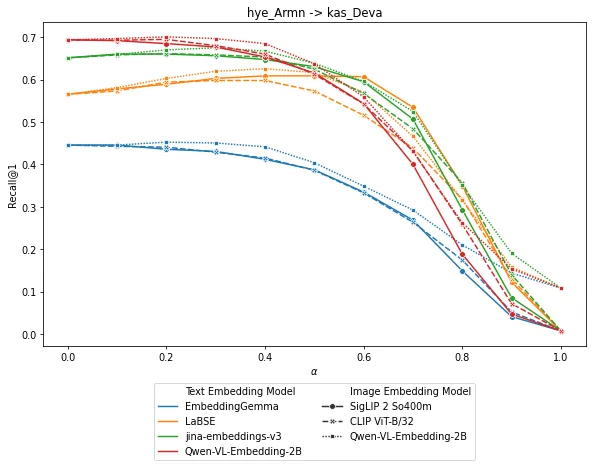 hye_Armn -> kas_Deva
Recall@1
0.7
0.6
0.5
0.4
0.3
0.2
0.1
0.0
0.0 0.2 0.4 0.6 0.8 1.0
α
Text Embedding Model Image Embedding Model
EmbeddingGemma SigLIP 2 So400m
LaBSE CLIP ViT-B/32
jina-embeddings-v3 Qwen-VL-Embedding-2B
Qwen-VL-Embedding-2B